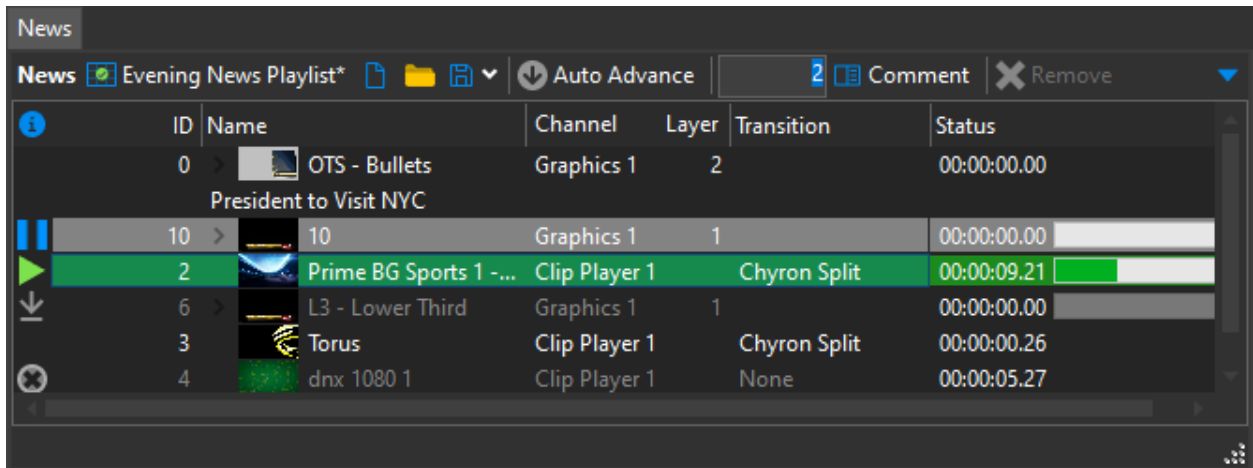 News
News Evening News Playlist* Auto Advance 2 Comment Remove
ID Name Channel Layer Transition Status
0 OTS - Bullets Graphics 1 2 00:00:00.00
President to Visit NYC
10 10 Graphics 1 1 00:00:00.00
2 Prime BG Sports 1 -... Clip Player 1 Chyron Split 00:00:09.21
6 L3 - Lower Third Graphics 1 1 00:00:00.00
3 Torus Clip Player 1 Chyron Split 00:00:00.26
4 dnx 1080 1 Clip Player 1 None 00:00:05.27